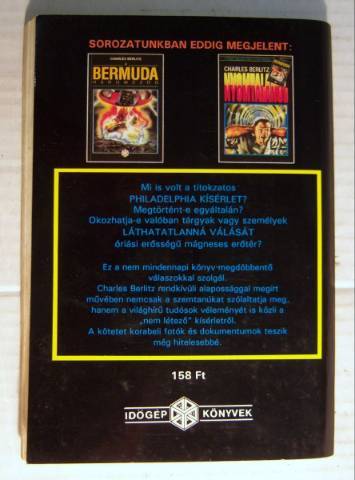 SOROZATUNKBAN EDDIG MEGJELENT:
CHARLES BERLITZ
BERMUDA
HÁROMSZÖG
CHARLES BERLITZ
NYOMTALANUL
Mi is volt a titokzatos
PHILADELPHIA KÍSÉRLET?
Megtörtént-e egyáltalán?
Okozhatja-e valóban tárgyak vagy személyek
LÁTHATATLANNÁ VÁLÁSÁT
óriási erősségű mágneses erőtér?
Ez a nem mindennapi könyv megdöbbentő
válaszokkal szolgál.
Charles Berlitz rendkívüli alapossággal megírt
művében nemcsak a szemtanúkat szólaltatja meg,
hanem a világhírű tudósok véleményét is közli a
„nem létező" kísérletről.
A kötetet korabeli fotók és dokumentumok teszik
még hitelesebbé.
158 Ft
IDŐGÉP KÖNYVEK